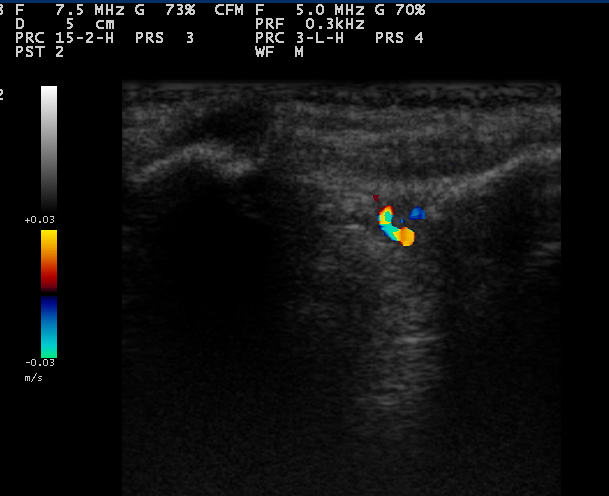 F 7.5 MHz G 73% CFM F 5.0 MHz G 70%
D 5 cm PRF 0.3kHz
PRC 15-2-H PRS 3 PRC 3-L-H PRS 4
PST 2 WF M
2
+0.03
-0.03
m/s